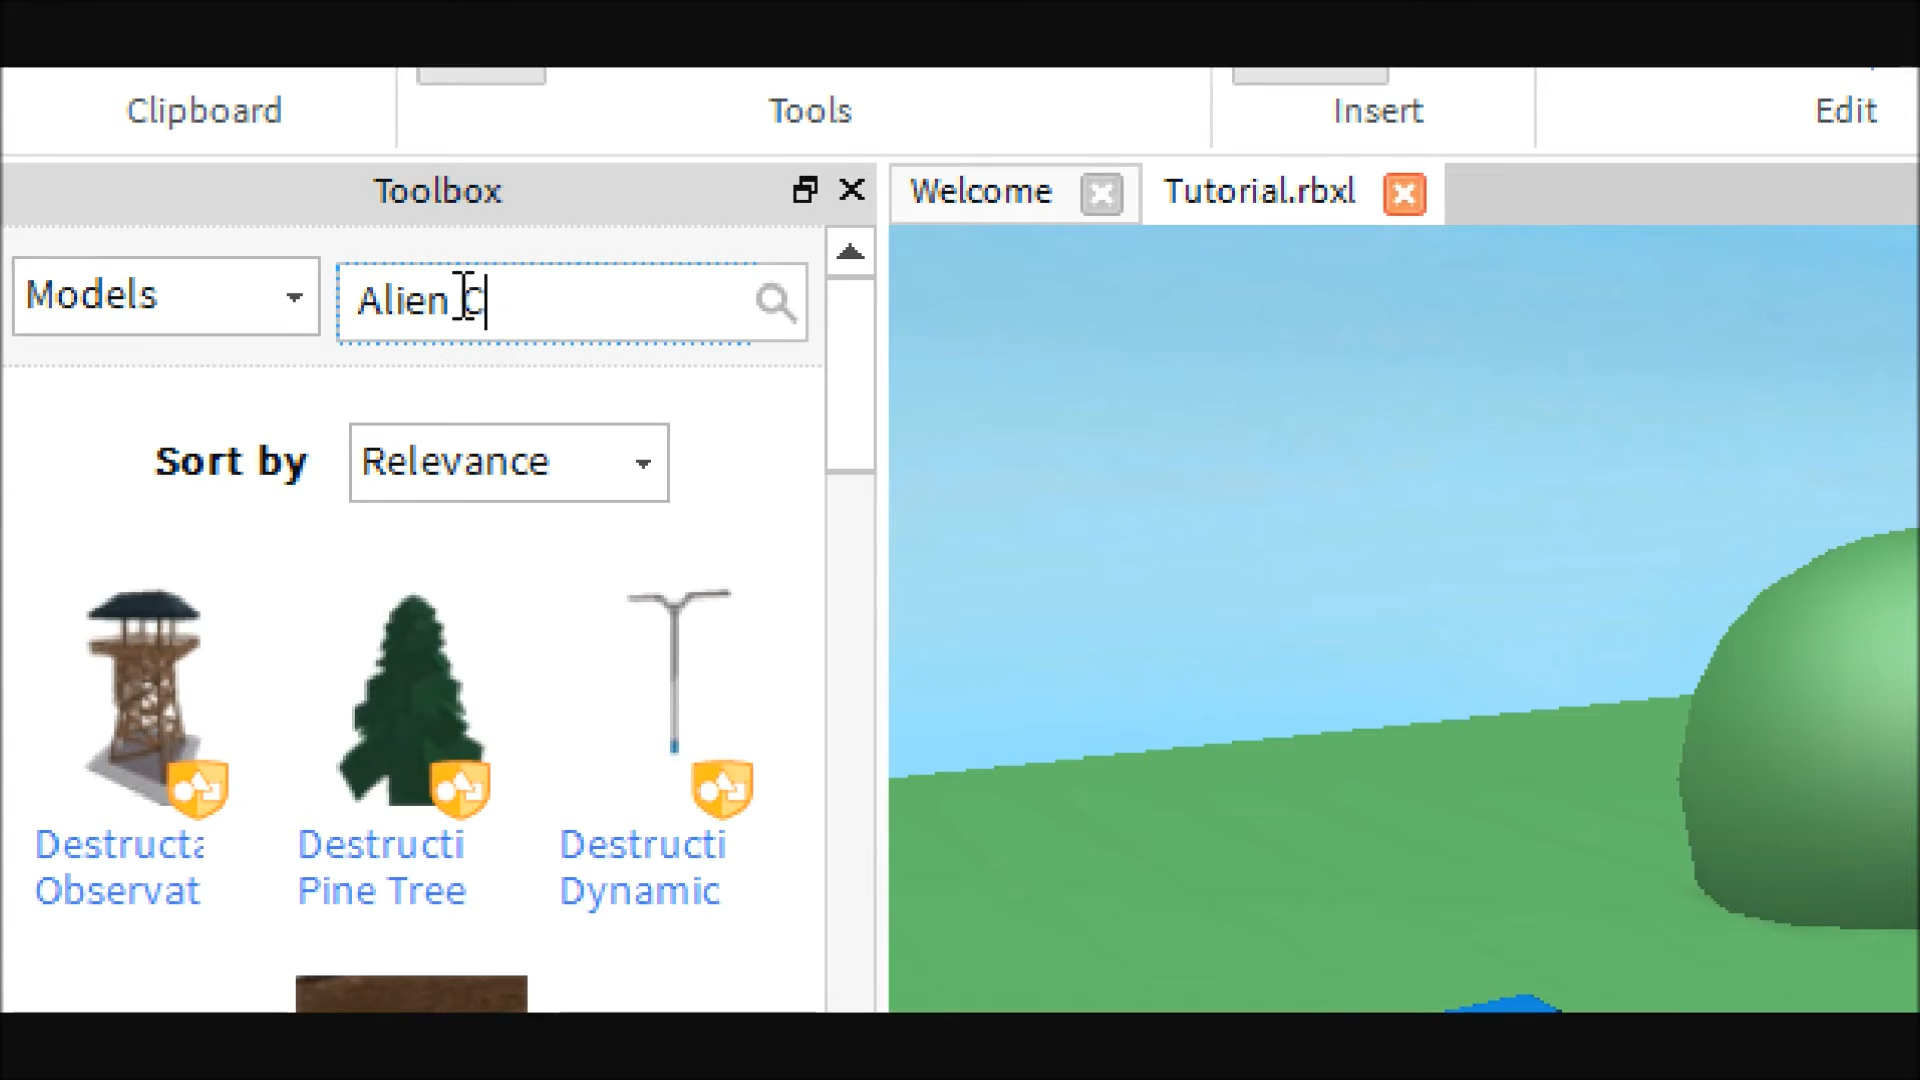 Clipboard
Tools
Insert
Edit
Toolbox
Welcome
Tutorial.rbxl
Models
Alien C
Sort by
Relevance
Destructa
Observat
Destructi
Pine Tree
Destructi
Dynamic